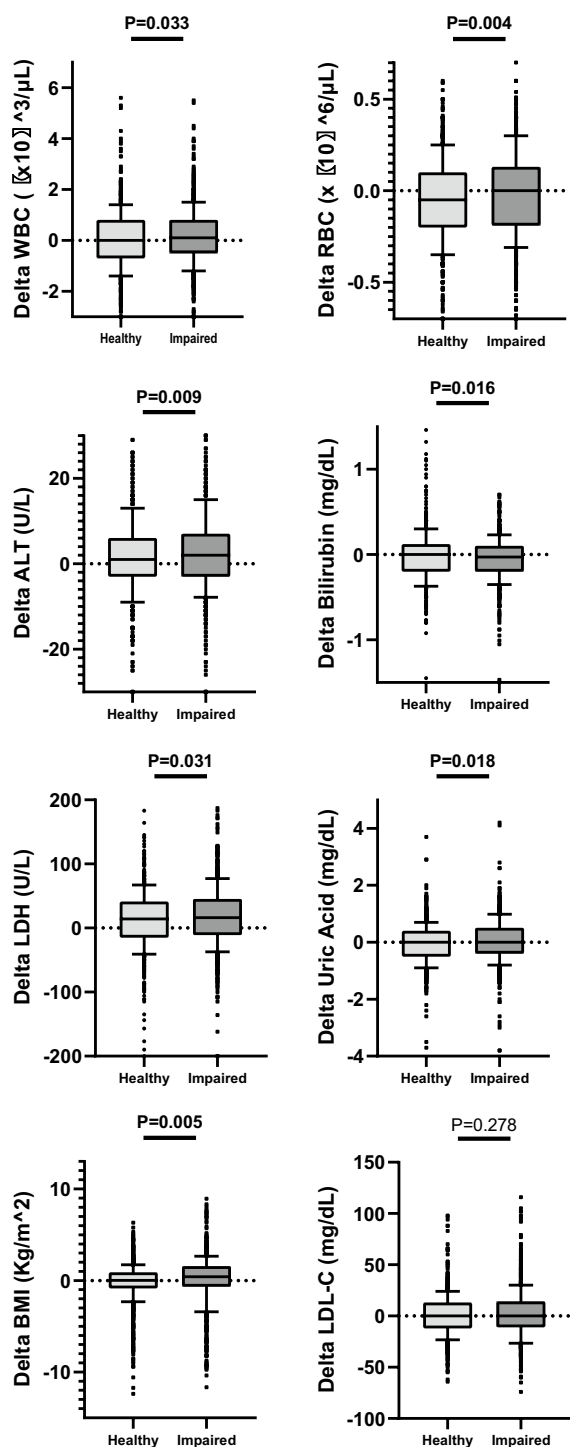 P=0.033
Delta WBC (〖x10〗^3/µL)
6
4
2
0
-2
Healthy Impaired
P=0.004
Delta RBC (x〖10〗^6/µL)
0.5
0.0
-0.5
Healthy Impaired
P=0.009
Delta ALT (U/L)
20
0
-20
Healthy Impaired
P=0.016
Delta Bilirubin (mg/dL)
1
0
-1
Healthy Impaired
P=0.031
Delta LDH (U/L)
200
100
0
-100
-200
Healthy Impaired
P=0.018
Delta Uric Acid (mg/dL)
4
2
0
-2
-4
Healthy Impaired
P=0.005
Delta BMI (Kg/m^2)
10
0
-10
Healthy Impaired
P=0.278
Delta LDL-C (mg/dL)
150
100
50
0
-50
-100
Healthy Impaired